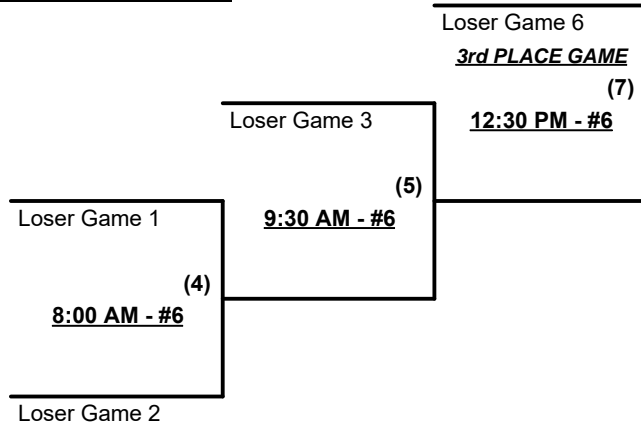 Loser Game 6
3rd PLACE GAME
(7)
Loser Game 3
12:30 PM - #6
(5)
Loser Game 1
9:30 AM - #6
(4)
8:00 AM - #6
Loser Game 2